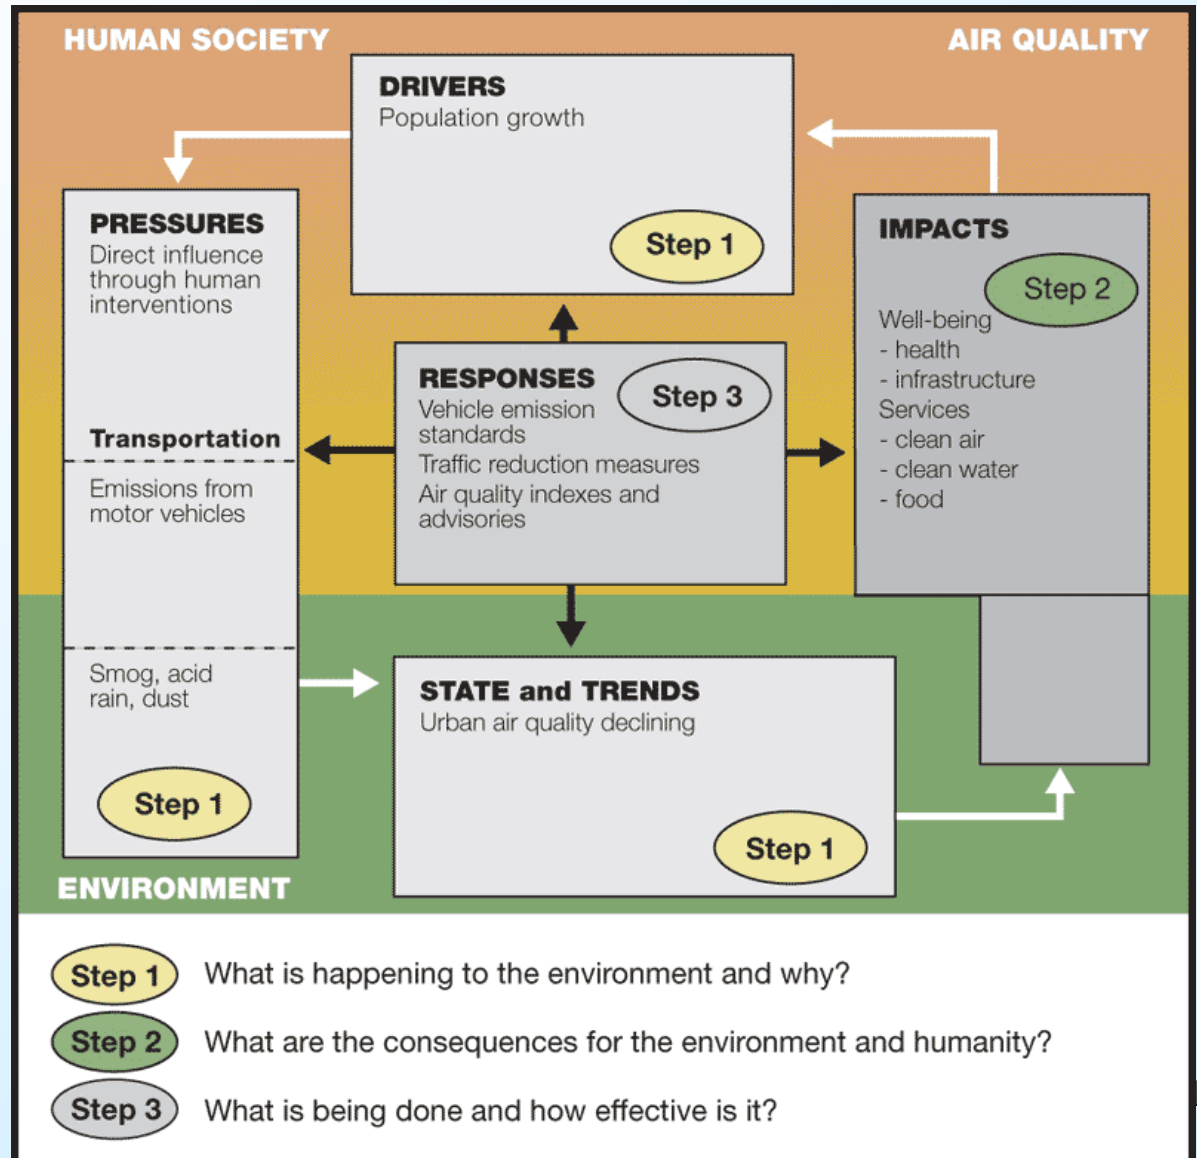 HUMAN SOCIETY
AIR QUALITY
DRIVERS
Population growth
Step 1
PRESSURES
Direct influence
through human
interventions
Transportation
Emissions from
motor vehicles
Smog, acid
rain, dust
Step 1
RESPONSES
Step 3
Vehicle emission
standards
Traffic reduction measures
Air quality indexes and
advisories
IMPACTS
Step 2
Well-being
- health
- infrastructure
Services
- clean air
- clean water
- food
STATE and TRENDS
Urban air quality declining
Step 1
ENVIRONMENT
Step 1 What is happening to the environment and why?
Step 2 What are the consequences for the environment and humanity?
Step 3 What is being done and how effective is it?